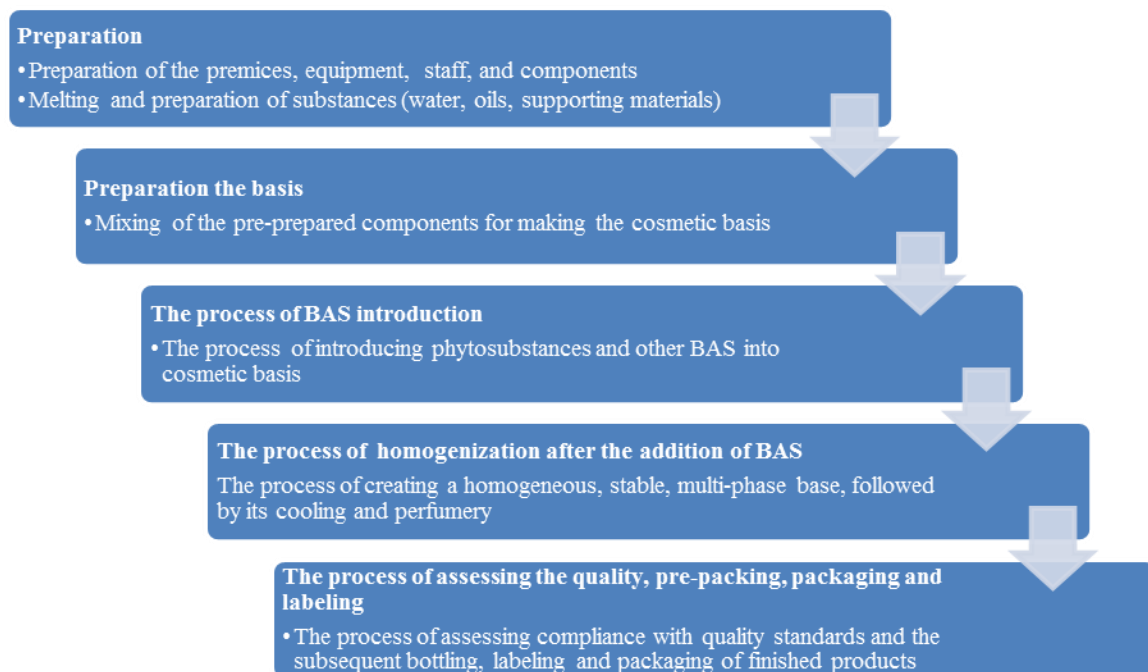 Preparation
•Preparation of the premices, equipment, staff, and components
•Melting and preparation of substances (water, oils, supporting materials)
Preparation the basis
•Mixing of the pre-prepared components for making the cosmetic basis
The process of BAS introduction
•The process of introducing phytosubstances and other BAS into
cosmetic basis
The process of homogenization after the addition of BAS
The process of creating a homogeneous, stable, multi-phase base, followed
by its cooling and perfumery
The process of assessing the quality, pre-packing, packaging and
labeling
•The process of assessing compliance with quality standards and the
subsequent bottling, labeling and packaging of finished products